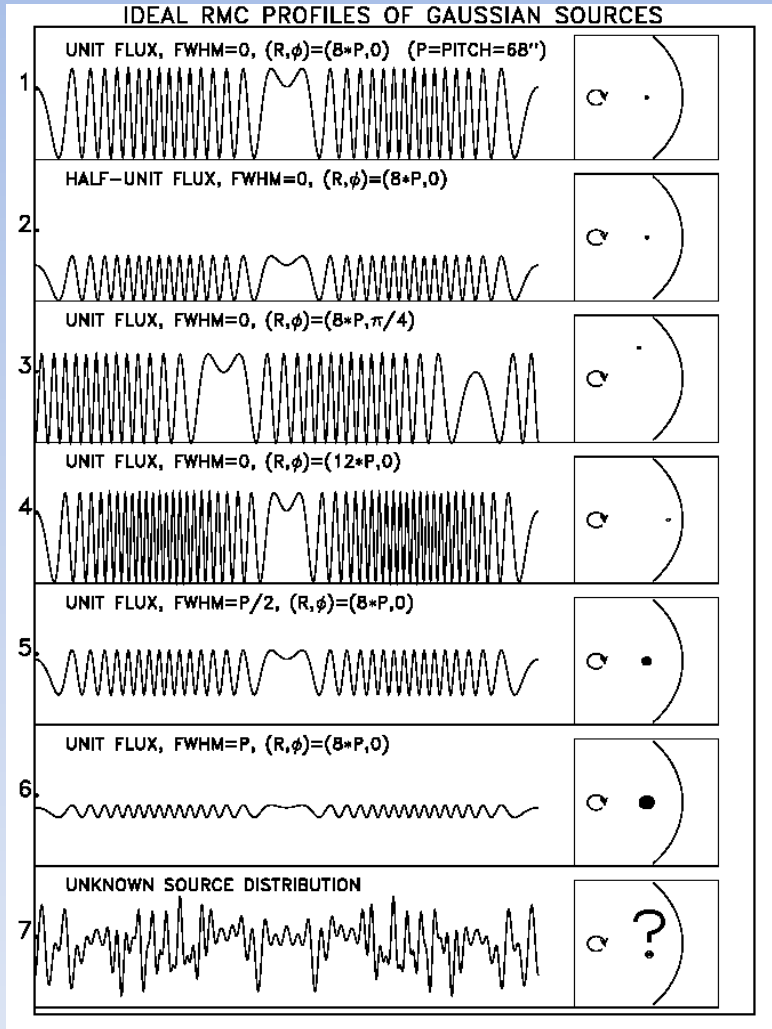 IDEAL RMC PROFILES OF GAUSSIAN SOURCES
UNIT FLUX, FWHM=0, (R,ϕ)=(8*P,0) (P=PITCH=68")
1
HALF-UNIT FLUX, FWHM=0, (R,ϕ)=(8*P,0)
2
UNIT FLUX, FWHM=0, (R,ϕ)=(8*P,π/4)
3
UNIT FLUX, FWHM=0, (R,ϕ)=(12*P,0)
4
UNIT FLUX, FWHM=P/2, (R,ϕ)=(8*P,0)
5
UNIT FLUX, FWHM=P, (R,ϕ)=(8*P,0)
6
UNKNOWN SOURCE DISTRIBUTION
7
?